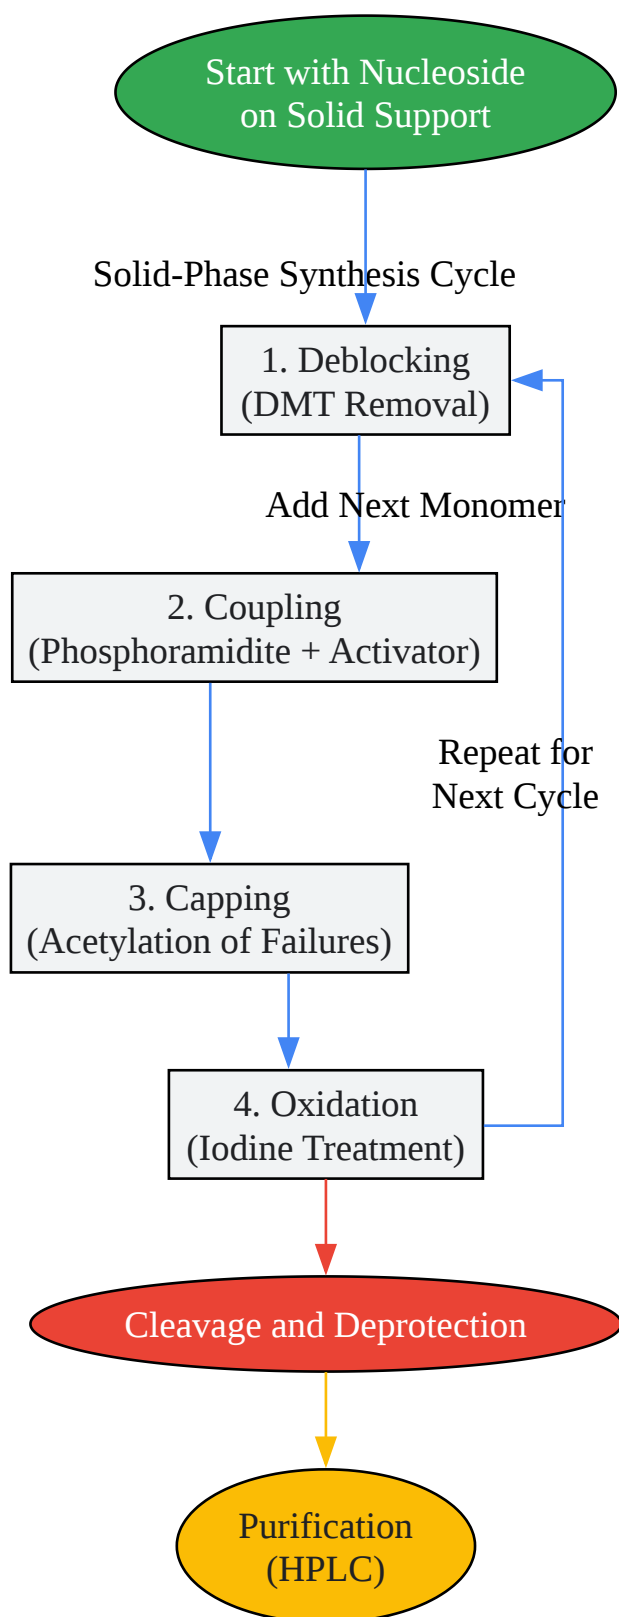 Start with Nucleoside
on Solid Support
Solid-Phase Synthesis Cycle
1. Deblocking
(DMT Removal)
Add Next Monomer
2. Coupling
(Phosphoramidite + Activator)
Repeat for
Next Cycle
3. Capping
(Acetylation of Failures)
4. Oxidation
(Iodine Treatment)
Cleavage and Deprotection
Purification
(HPLC)